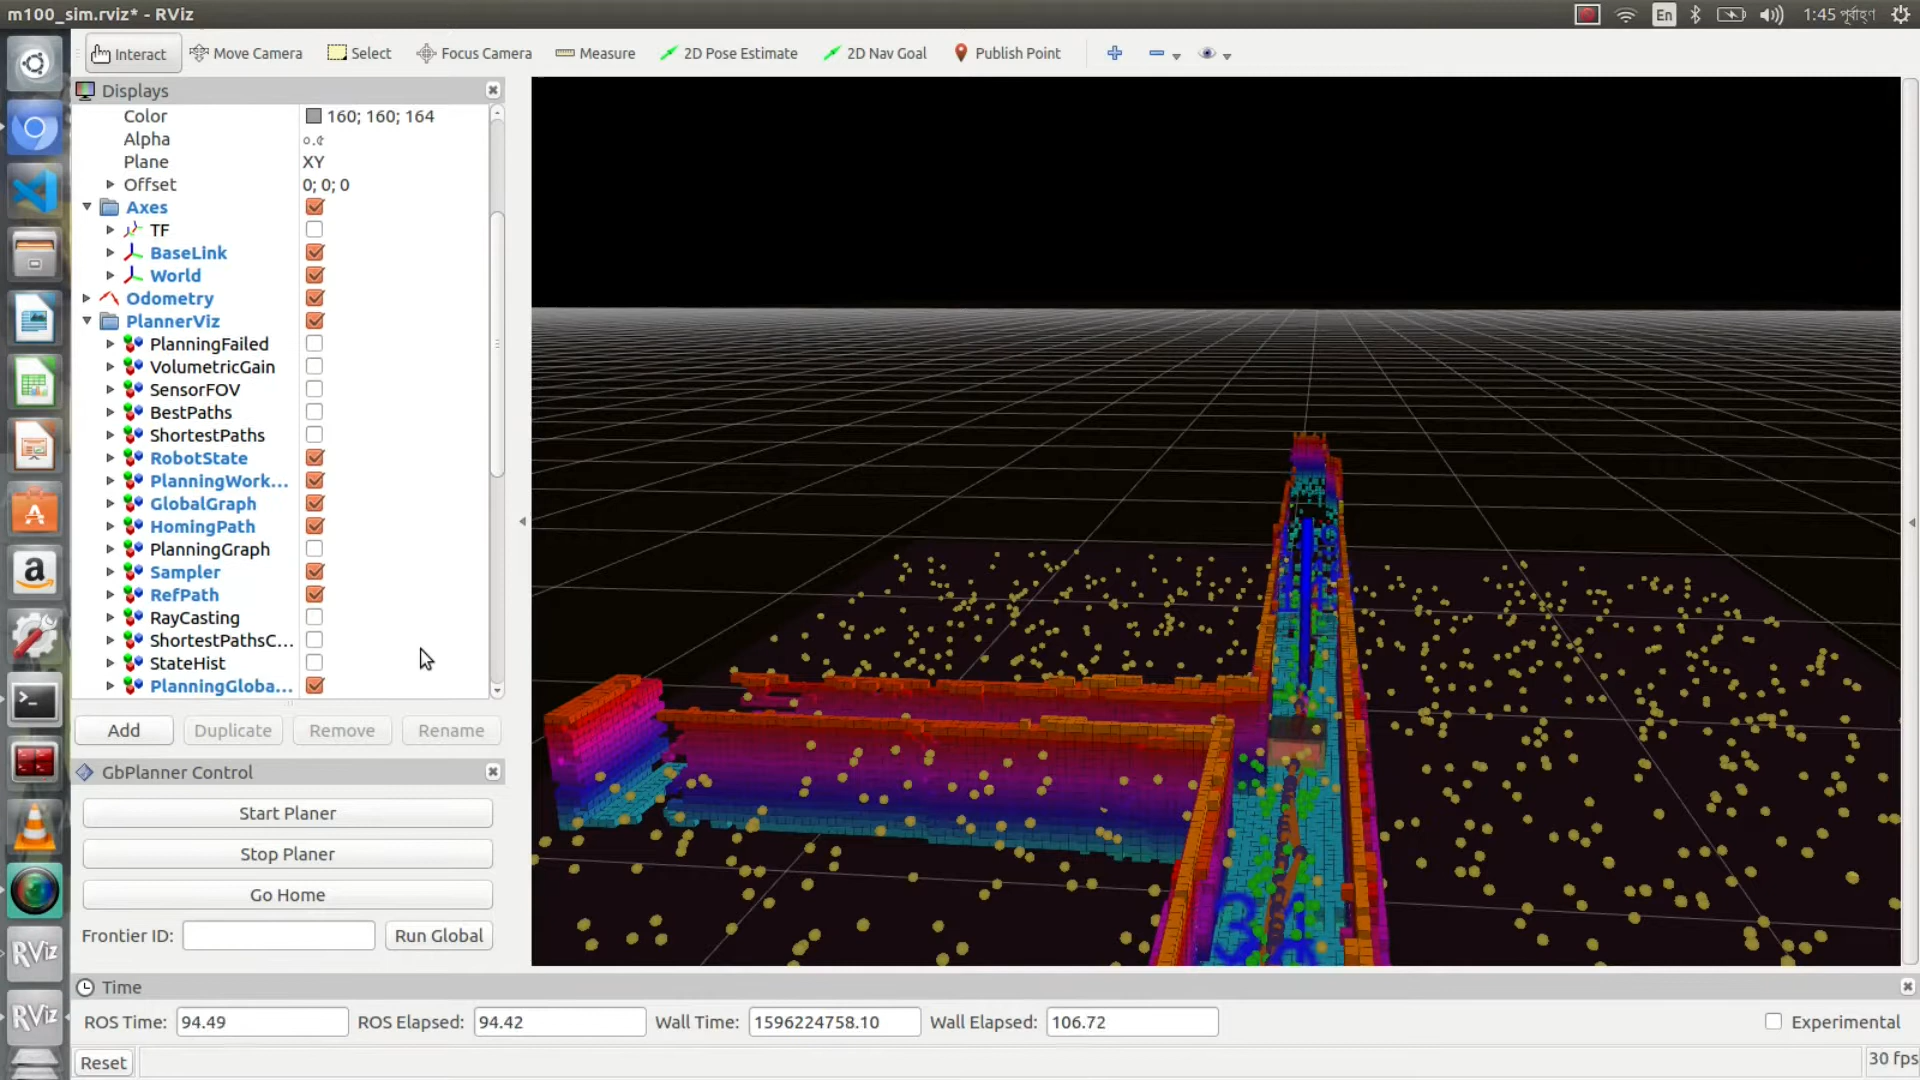 m100_sim.rviz* - RViz
En
1:45 পূর্বাহ্ণ
Interact
Move Camera
Select
Focus Camera
Measure
2D Pose Estimate
2D Nav Goal
Publish Point
Displays
Color 160; 160; 164
Alpha
Plane XY
Offset 0; 0; 0
Axes
TF
BaseLink
World
Odometry
PlannerViz
PlanningFailed
VolumetricGain
SensorFOV
BestPaths
ShortestPaths
RobotState
PlanningWork...
GlobalGraph
HomingPath
PlanningGraph
Sampler
RefPath
RayCasting
ShortestPathsC...
StateHist
PlanningGloba...
Add Duplicate Remove Rename
GbPlanner Control
Start Planer
Stop Planer
Go Home
Frontier ID: Run Global
Time
ROS Time: 94.49 ROS Elapsed: 94.42 Wall Time: 1596224758.10 Wall Elapsed: 106.72 Experimental
Reset 30 fps
RViz
RViz